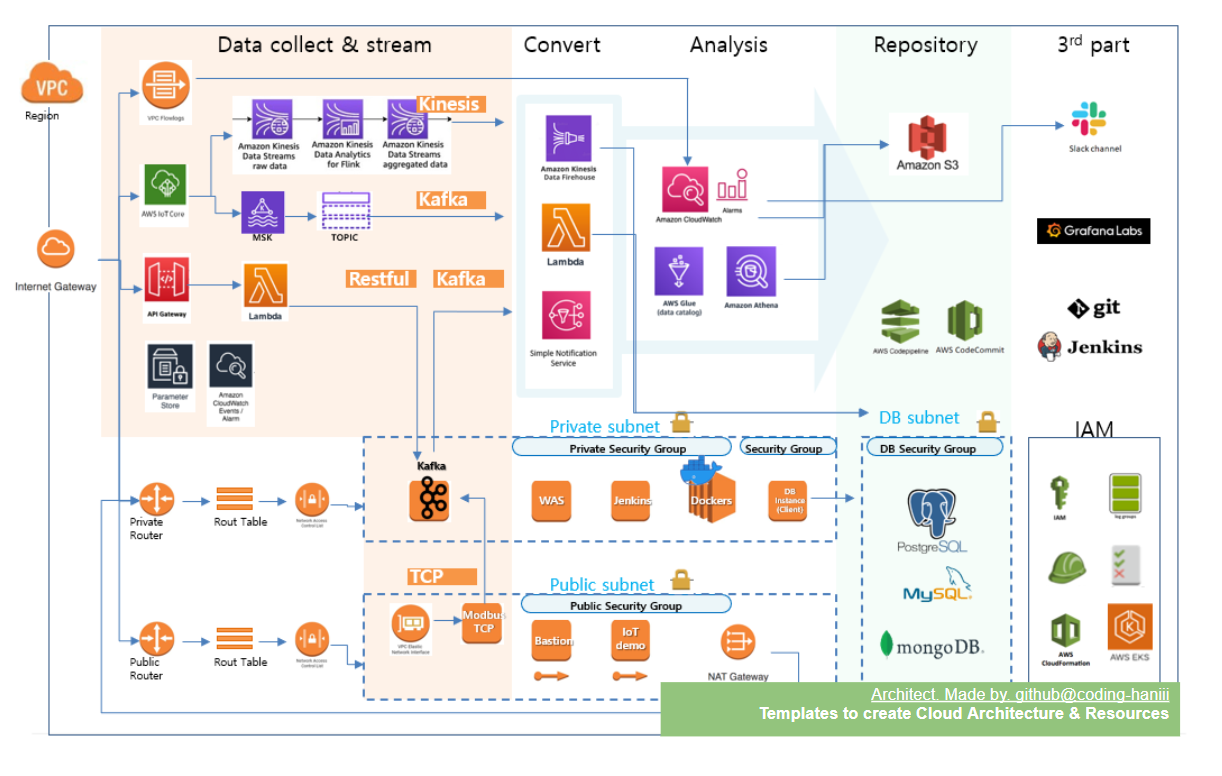 Data collect & stream
Convert
Analysis
Repository
3rd part
VPC
Region
VPC Flowlogs
Kinesis
Amazon Kinesis
Data Streams
raw data
Amazon Kinesis
Data Analytics
for Flink
Amazon Kinesis
Data Streams
aggregated data
Amazon Kinesis
Data Firehouse
Amazon S3
Slack channel
AWS IoT Core
MSK
TOPIC
Kafka
Lambda
Amazon CloudWatch
Alarms
Grafana Labs
Internet Gateway
API Gateway
Lambda
Restful
Kafka
AWS Glue
(data catalog)
Amazon Athena
git
Jenkins
Simple Notification
Service
AWS Codeppeline
AWS CodeCommit
Parameter
Store
Amazon
CloudWatch
Events /
Alarm
Private subnet
DB subnet
IAM
Private Security Group
Security Group
DB Security Group
Kafka
WAS
Jenkins
Dockers
DB
Instance
(Client)
PostgreSQL
IAM
log groups
Private
Router
Rout Table
Network Access
Control List
TCP
Public subnet
Public Security Group
MySQL
VPC Elastic
Network Interface
Modbus
TCP
Bastion
IoT
demo
NAT Gateway
mongoDB
AWS
CloudFormation
AWS EKS
Public
Router
Rout Table
Network Access
Control List
Architect. Made by. github@coding-haniii
Templates to create Cloud Architecture & Resources